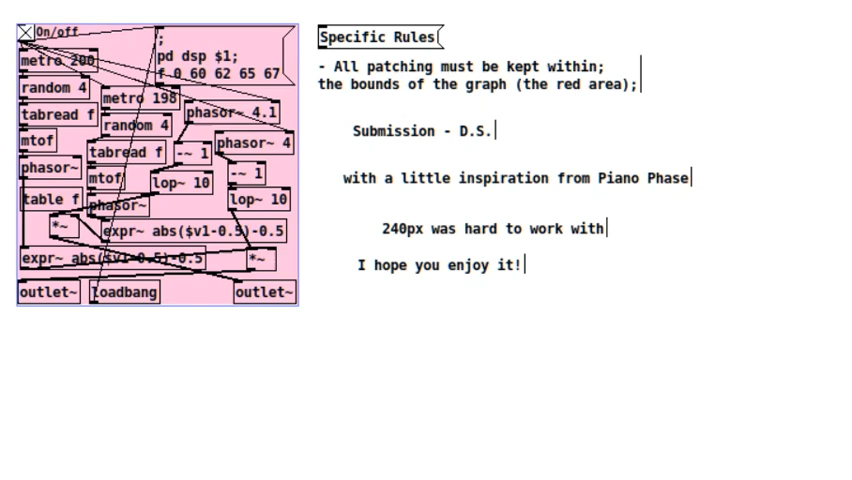 On/off
;
pd dsp $1;
f 0 60 62 65 67
metro 200
random 4
metro 198
phasor~ 4.1
tabread f
random 4
mtof
phasor~ 4
tabread f
-~ 1
phasor~
mtof
lop~ 10
-~ 1
table f
phasor~
lop~ 10
*~
expr~ abs($v1-0.5)-0.5
expr~ abs($v1-0.5)-0.5
*~
outlet~
loadbang
outlet~
Specific Rules
- All patching must be kept within;
the bounds of the graph (the red area);
Submission - D.S.
with a little inspiration from Piano Phase
240px was hard to work with
I hope you enjoy it!